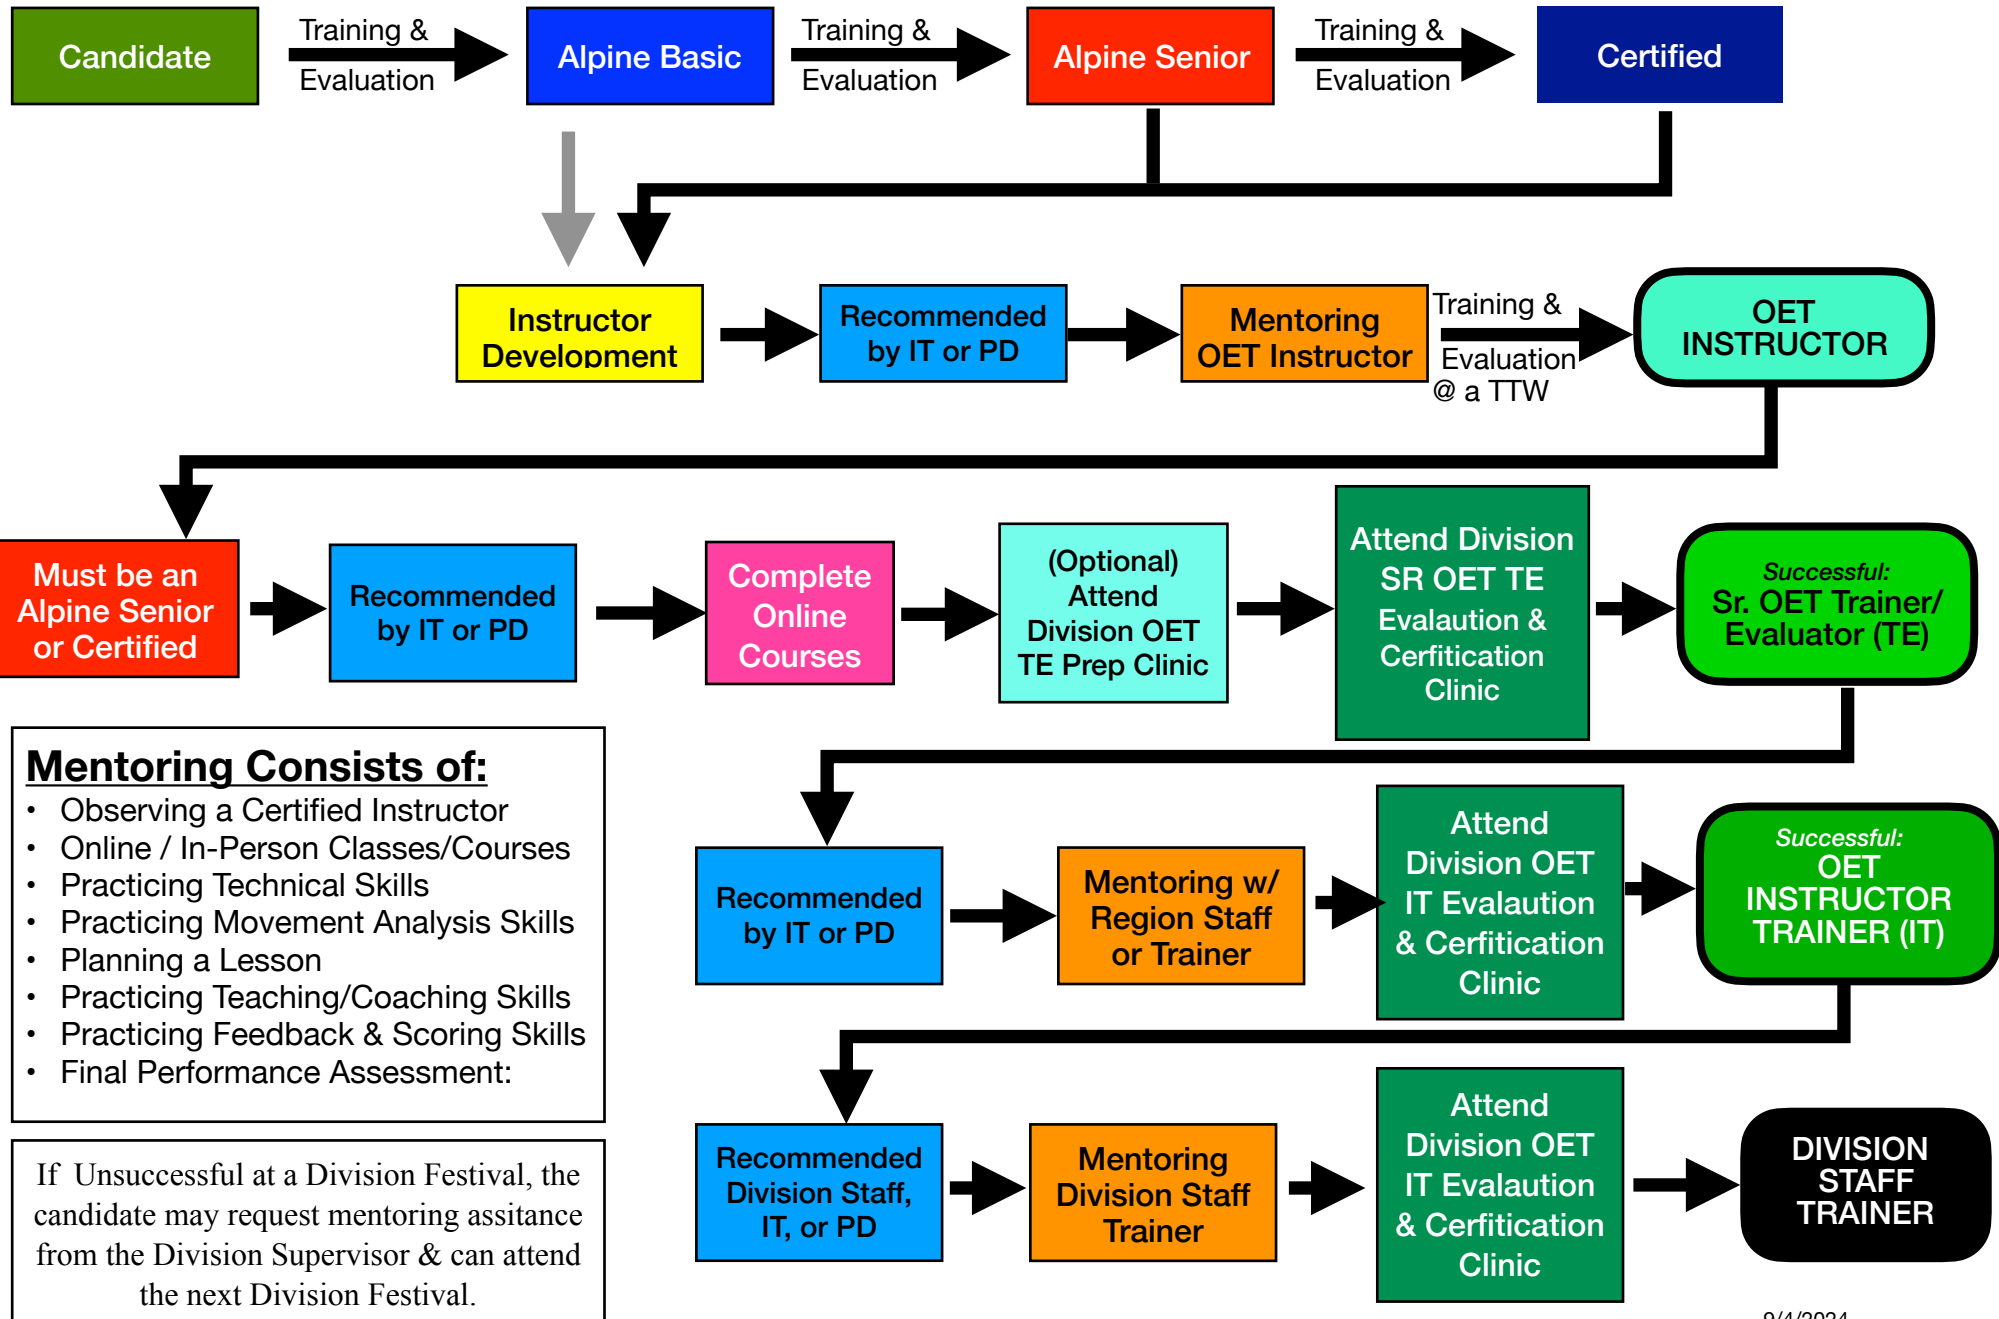 Candidate
Training &
Evaluation
Alpine Basic
Training &
Evaluation
Alpine Senior
Training &
Evaluation
Certified
Instructor
Development
Recommended
by IT or PD
Mentoring
OET Instructor
Training &
Evaluation
@ a TTW
OET
INSTRUCTOR
Must be an
Alpine Senior
or Certified
Recommended
by IT or PD
Complete
Online
Courses
(Optional)
Attend
Division OET
TE Prep Clinic
Attend Division
SR OET TE
Evalaution &
Cerfitication
Clinic
Successful:
Sr. OET Trainer/
Evaluator (TE)
Mentoring Consists of:
• Observing a Certified Instructor
• Online / In-Person Classes/Courses
• Practicing Technical Skills
• Practicing Movement Analysis Skills
• Planning a Lesson
• Practicing Teaching/Coaching Skills
• Practicing Feedback & Scoring Skills
• Final Performance Assessment:
Recommended
by IT or PD
Mentoring w/
Region Staff
or Trainer
Attend
Division OET
IT Evalaution
& Cerfitication
Clinic
Successful:
OET
INSTRUCTOR
TRAINER (IT)
If Unsuccessful at a Division Festival, the
candidate may request mentoring assitance
from the Division Supervisor & can attend
the next Division Festival.
Recommended
Division Staff,
IT, or PD
Mentoring
Division Staff
Trainer
Attend
Division OET
IT Evalaution
& Cerfitication
Clinic
DIVISION
STAFF
TRAINER
9/4/2024